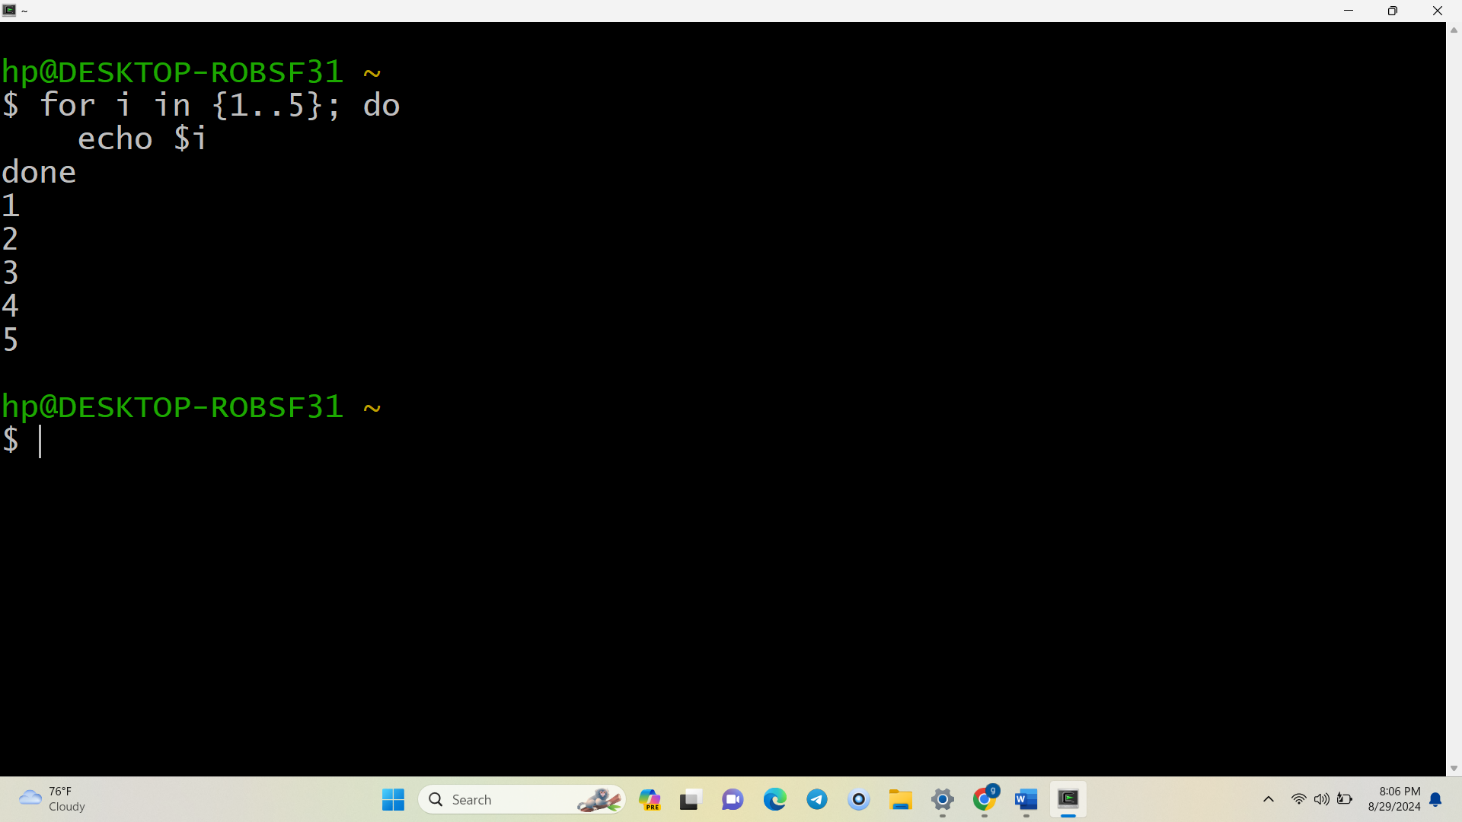 ~
hp@DESKTOP-ROBSF31 ~
$ for i in {1..5}; do
echo $i
done
1
2
3
4
5
hp@DESKTOP-ROBSF31 ~
$
76°F
Cloudy
Search
PRE
g
W
8:06 PM
8/29/2024